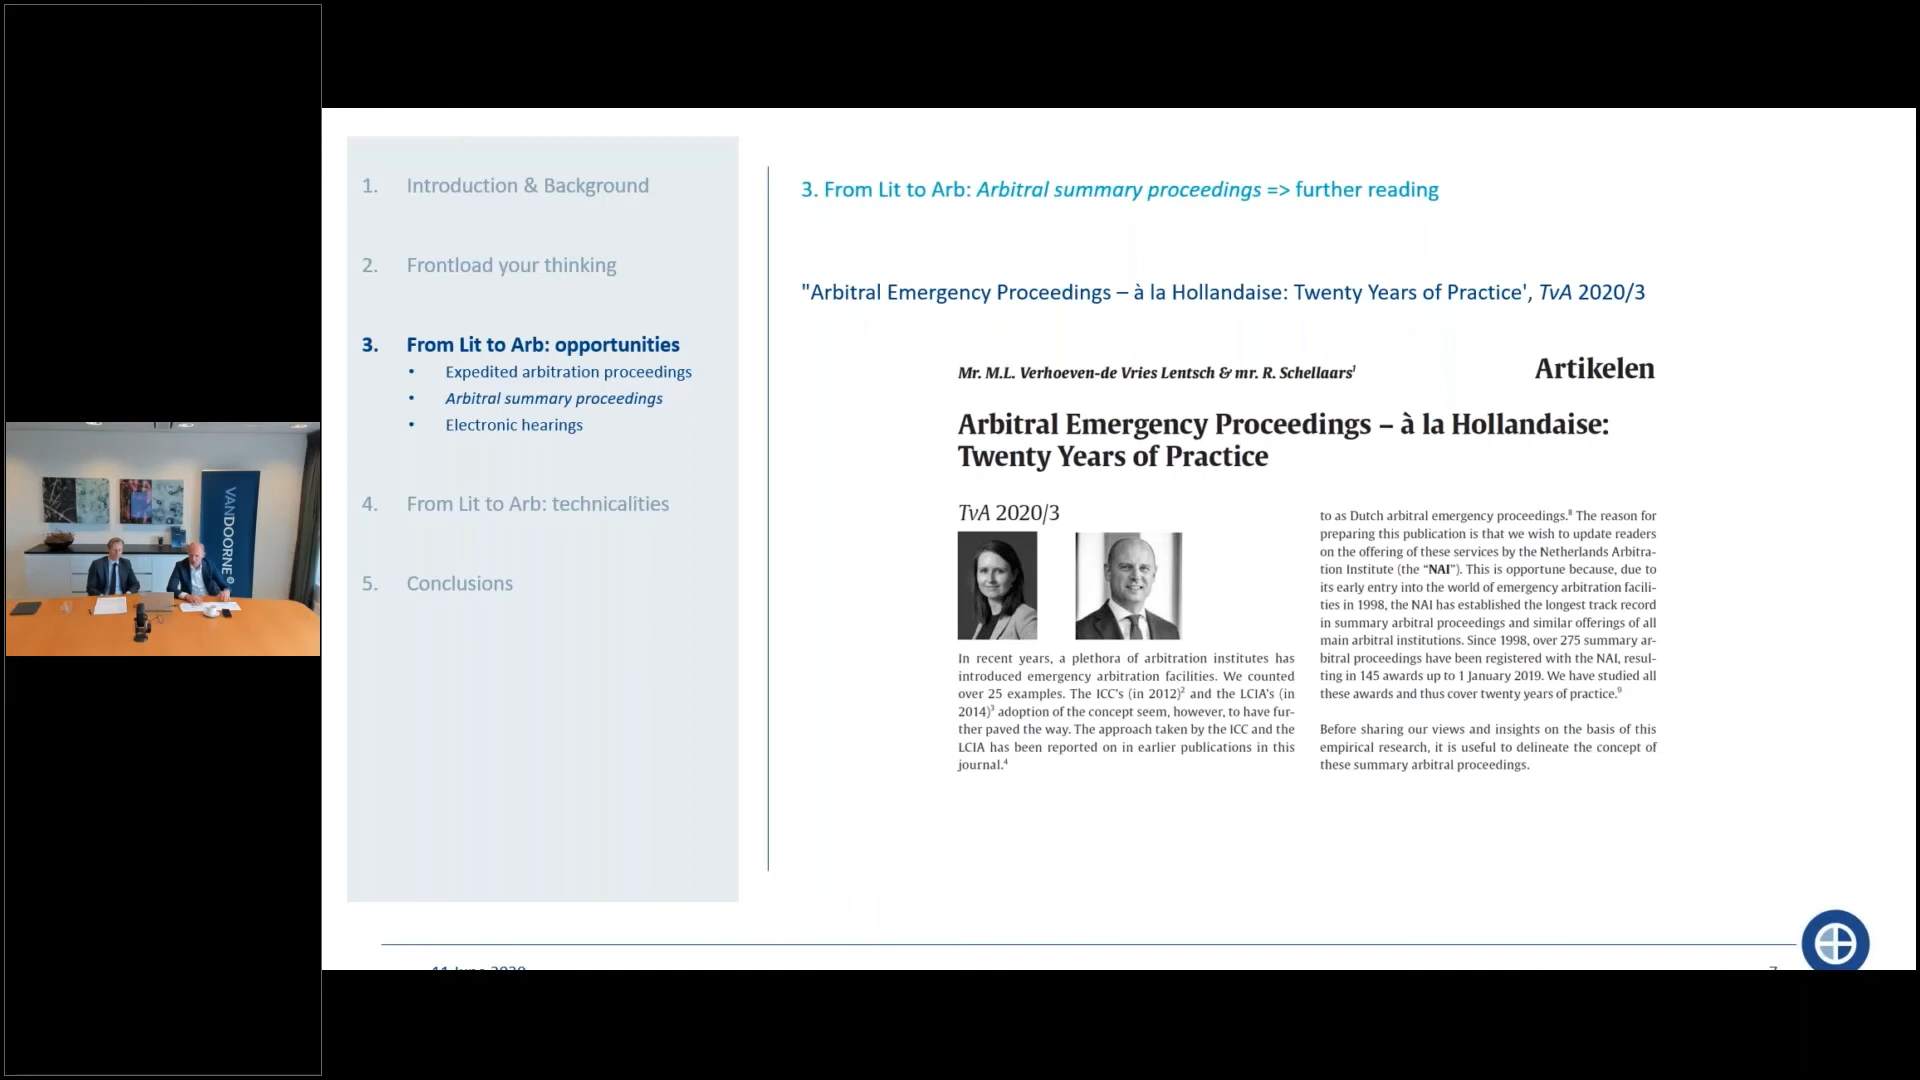 VANDOORNE
1. Introduction & Background
2. Frontload your thinking
3. From Lit to Arb: opportunities
• Expedited arbitration proceedings
• Arbitral summary proceedings
• Electronic hearings
4. From Lit to Arb: technicalities
5. Conclusions
3. From Lit to Arb: Arbitral summary proceedings => further reading
"Arbitral Emergency Proceedings – à la Hollandaise: Twenty Years of Practice', TvA 2020/3
Mr. M.L. Verhoeven-de Vries Lentsch & mr. R. Schellaars¹
Artikelen
Arbitral Emergency Proceedings – à la Hollandaise:
Twenty Years of Practice
TvA 2020/3
In recent years, a plethora of arbitration institutes has
introduced emergency arbitration facilities. We counted
over 25 examples. The ICC's (in 2012)² and the LCIA's (in
2014)³ adoption of the concept seem, however, to have fur-
ther paved the way. The approach taken by the ICC and the
LCIA has been reported on in earlier publications in this
journal.⁴
to as Dutch arbitral emergency proceedings.⁸ The reason for
preparing this publication is that we wish to update readers
on the offering of these services by the Netherlands Arbitra-
tion Institute (the “NAI”). This is opportune because, due to
its early entry into the world of emergency arbitration facili-
ties in 1998, the NAI has established the longest track record
in summary arbitral proceedings and similar offerings of all
main arbitral institutions. Since 1998, over 275 summary ar-
bitral proceedings have been registered with the NAI, resul-
ting in 145 awards up to 1 January 2019. We have studied all
these awards and thus cover twenty years of practice.⁹
Before sharing our views and insights on the basis of this
empirical research, it is useful to delineate the concept of
these summary arbitral proceedings.
11 June 2020
7